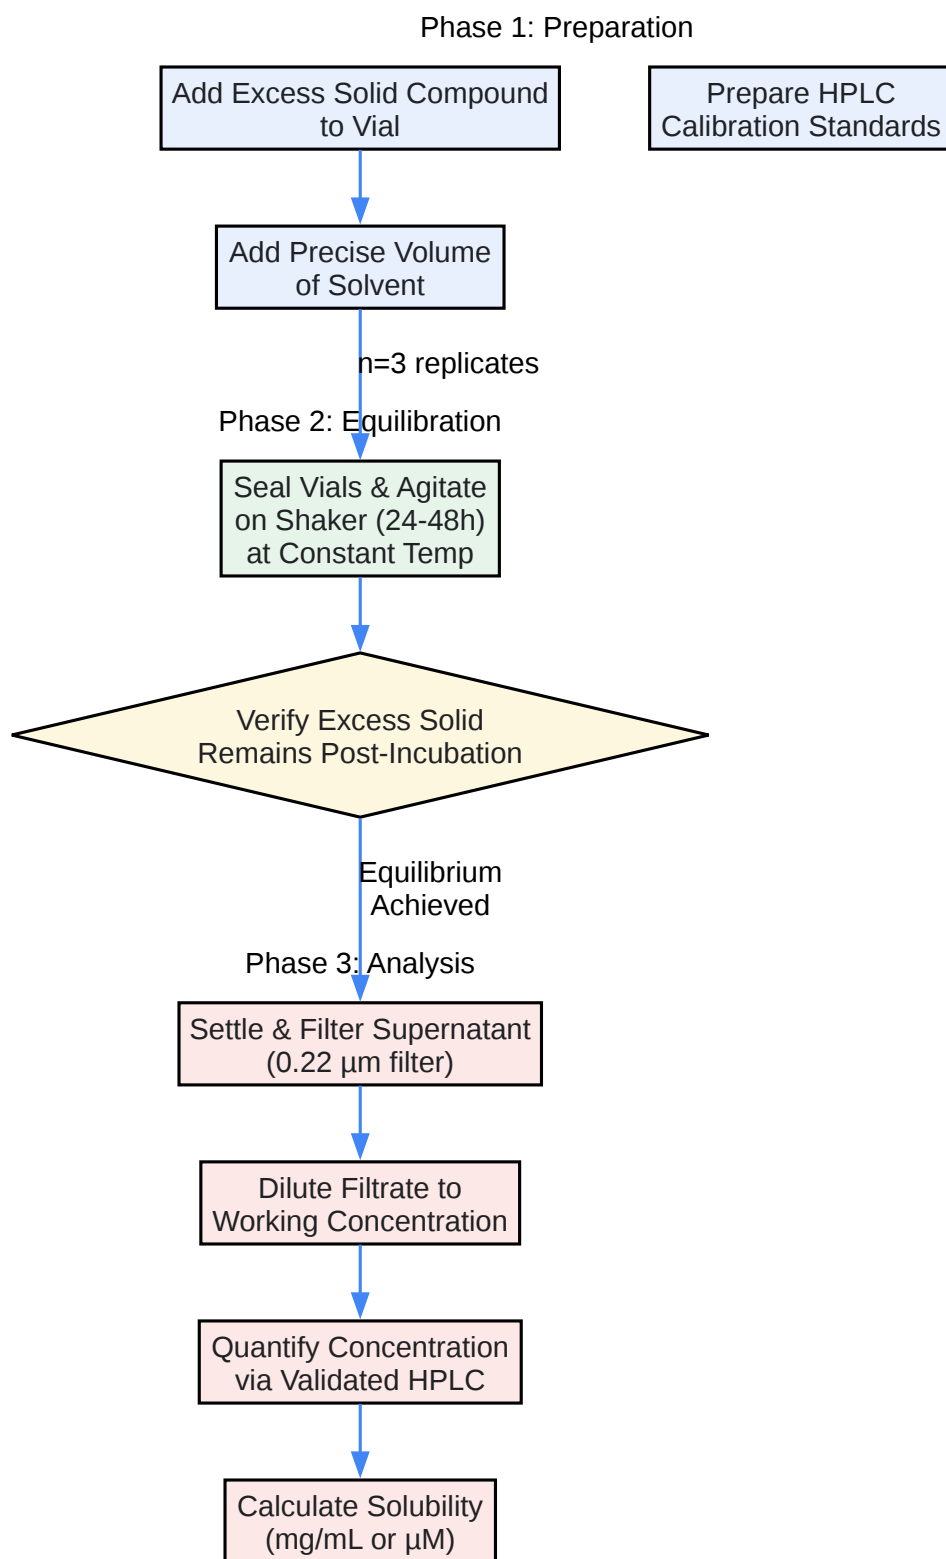 Phase 1: Preparation
Add Excess Solid Compound
to Vial
Prepare HPLC
Calibration Standards
Add Precise Volume
of Solvent
n=3 replicates
Phase 2: Equilibration
Seal Vials & Agitate
on Shaker (24-48h)
at Constant Temp
Verify Excess Solid
Remains Post-Incubation
Equilibrium
Achieved
Phase 3: Analysis
Settle & Filter Supernatant
(0.22 µm filter)
Dilute Filtrate to
Working Concentration
Quantify Concentration
via Validated HPLC
Calculate Solubility
(mg/mL or µM)